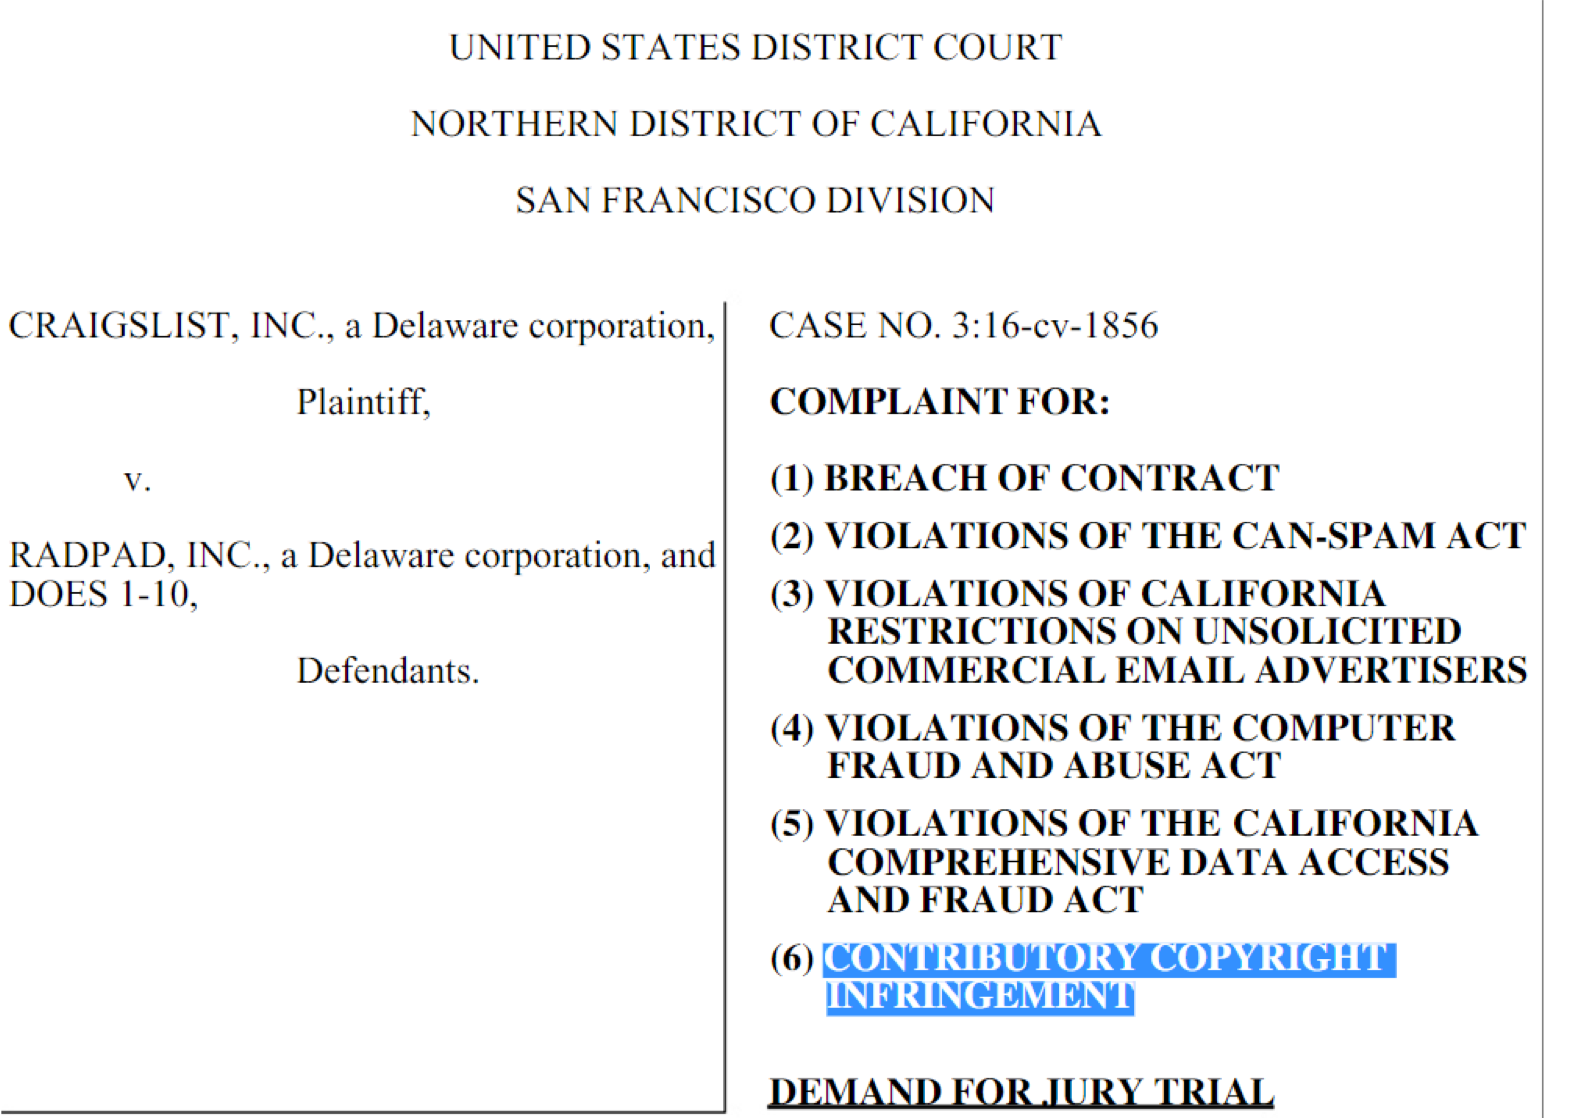 UNITED STATES DISTRICT COURT
NORTHERN DISTRICT OF CALIFORNIA
SAN FRANCISCO DIVISION
CRAIGSLIST, INC., a Delaware corporation,
Plaintiff,
v.
RADPAD, INC., a Delaware corporation, and
DOES 1-10,
Defendants.
CASE NO. 3:16-cv-1856
COMPLAINT FOR:
(1) BREACH OF CONTRACT
(2) VIOLATIONS OF THE CAN-SPAM ACT
(3) VIOLATIONS OF CALIFORNIA
RESTRICTIONS ON UNSOLICITED
COMMERCIAL EMAIL ADVERTISERS
(4) VIOLATIONS OF THE COMPUTER
FRAUD AND ABUSE ACT
(5) VIOLATIONS OF THE CALIFORNIA
COMPREHENSIVE DATA ACCESS
AND FRAUD ACT
(6) CONTRIBUTORY COPYRIGHT
INFRINGEMENT
DEMAND FOR JURY TRIAL